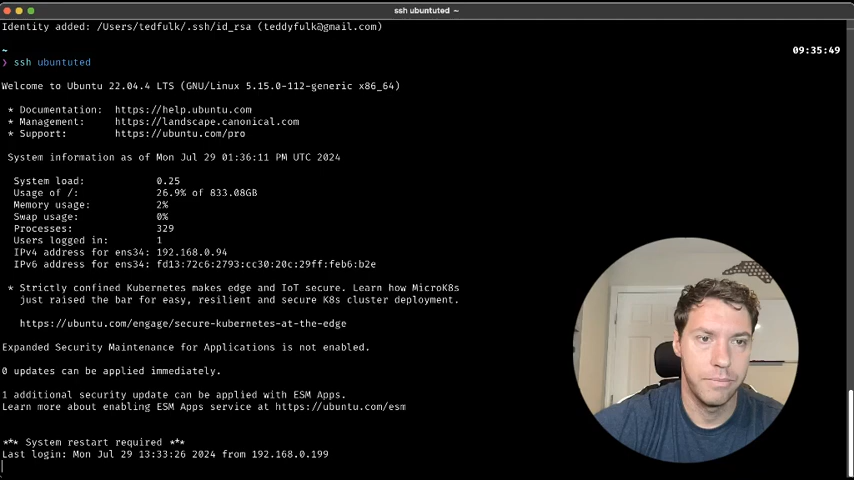 ssh ubuntuted ~
Identity added: /Users/tedfulk/.ssh/id_rsa (teddyfulk@gmail.com)
~ 09:35:49
❯ ssh ubuntuted
Welcome to Ubuntu 22.04.4 LTS (GNU/Linux 5.15.0-112-generic x86_64)
* Documentation: https://help.ubuntu.com
* Management: https://landscape.canonical.com
* Support: https://ubuntu.com/pro
System information as of Mon Jul 29 01:36:11 PM UTC 2024
System load: 0.25
Usage of /: 26.9% of 833.08GB
Memory usage: 2%
Swap usage: 0%
Processes: 329
Users logged in: 1
IPv4 address for ens34: 192.168.0.94
IPv6 address for ens34: fd13:72c6:2793:cc30:20c:29ff:feb6:b2e
* Strictly confined Kubernetes makes edge and IoT secure. Learn how MicroK8s
just raised the bar for easy, resilient and secure K8s cluster deployment.
https://ubuntu.com/engage/secure-kubernetes-at-the-edge
Expanded Security Maintenance for Applications is not enabled.
0 updates can be applied immediately.
1 additional security update can be applied with ESM Apps.
Learn more about enabling ESM Apps service at https://ubuntu.com/esm
*** System restart required ***
Last login: Mon Jul 29 13:33:26 2024 from 192.168.0.199